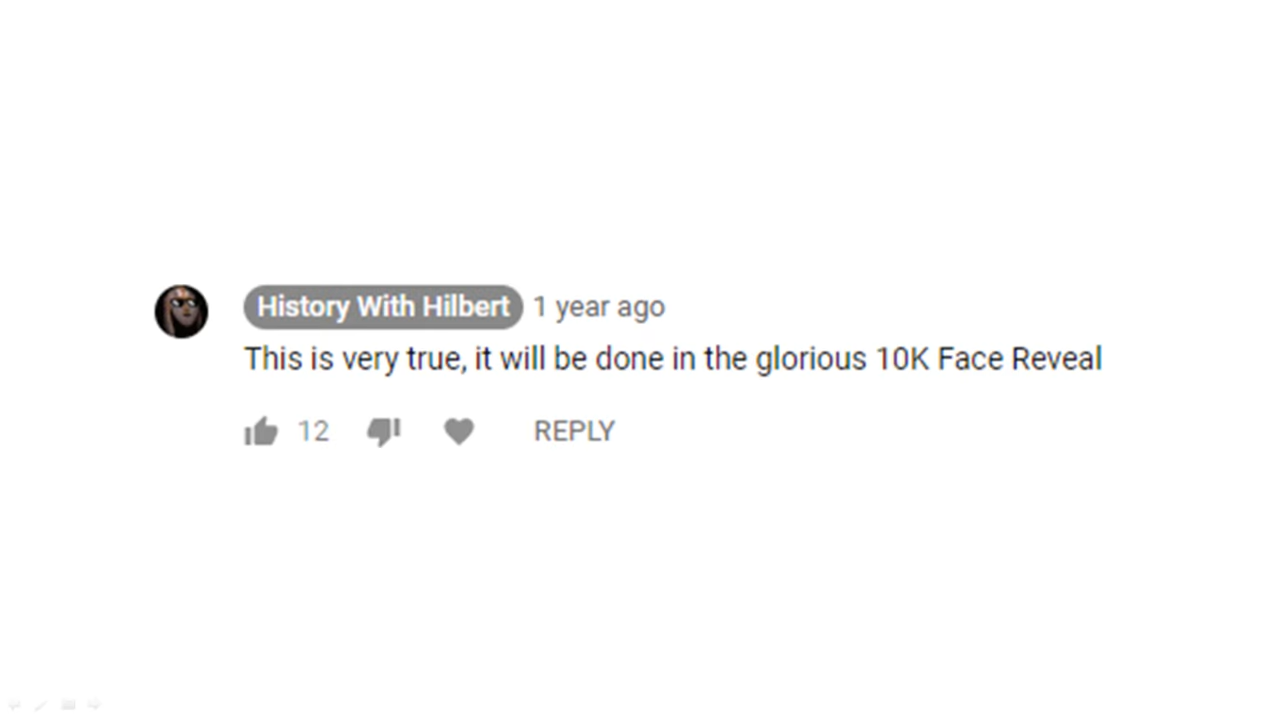 History With Hilbert 1 year ago
This is very true, it will be done in the glorious 10K Face Reveal
12 REPLY